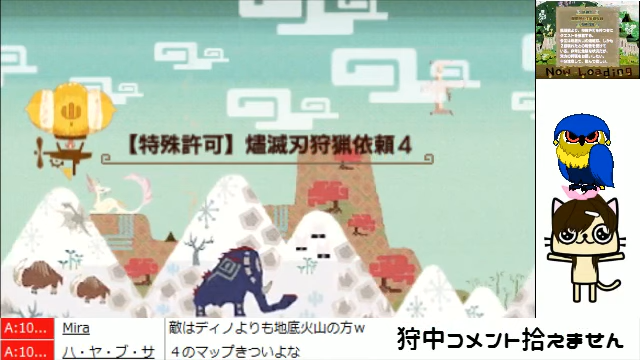 【特殊許可】燼滅刃狩猟依頼４
Now Loading
A:10...
Mira
敵はディノよりも地底火山の方ｗ
A:10...
ハ・ヤ・ブ・サ
４のマップきついよな
狩中コメント拾えません